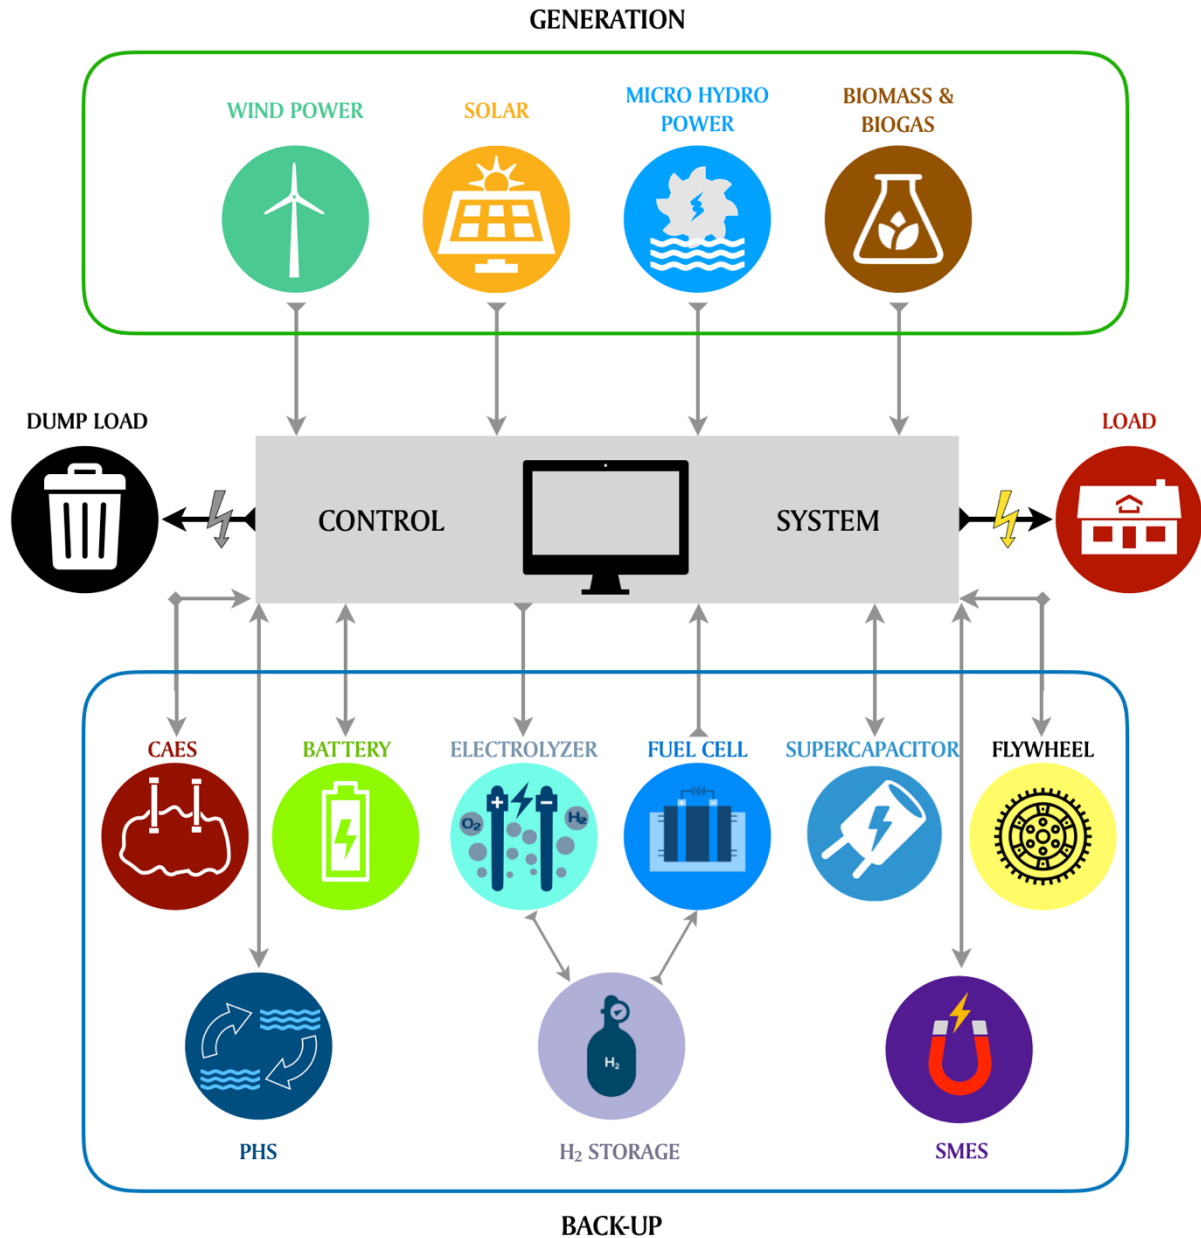 GENERATION
WIND POWER
SOLAR
MICRO HYDRO
POWER
BIOMASS &
BIOGAS
DUMP LOAD
LOAD
CONTROL
SYSTEM
CAES
BATTERY
ELECTROLYZER
FUEL CELL
SUPERCAPACITOR
FLYWHEEL
+
−
O₂
H₂
H₂
PHS
H₂ STORAGE
SMES
BACK-UP